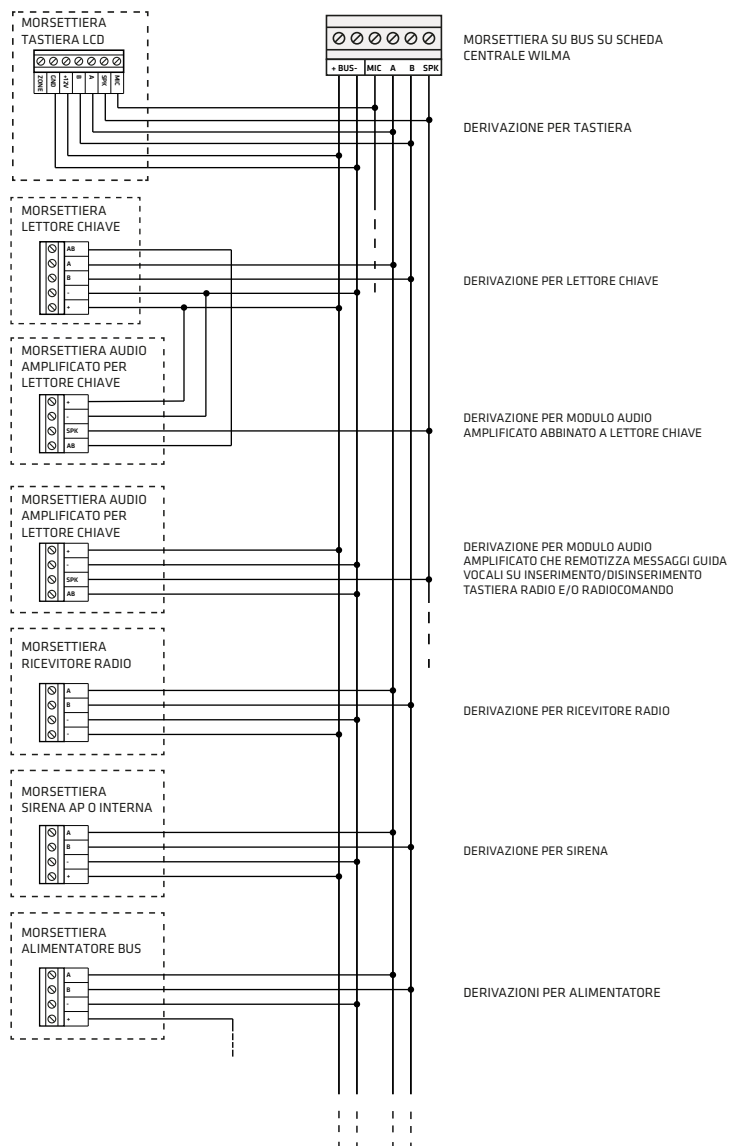 MORSETTIERA
TASTIERA LCD
ZONE
GND
+12V
B
A
SPK
MIC
+ BUS- MIC A B SPK
MORSETTIERA SU BUS SU SCHEDA
CENTRALE WILMA
DERIVAZIONE PER TASTIERA
MORSETTIERA
LETTORE CHIAVE
AB
A
B
-
+
DERIVAZIONE PER LETTORE CHIAVE
MORSETTIERA AUDIO
AMPLIFICATO PER
LETTORE CHIAVE
+
-
SPK
AB
DERIVAZIONE PER MODULO AUDIO
AMPLIFICATO ABBINATO A LETTORE CHIAVE
MORSETTIERA AUDIO
AMPLIFICATO PER
LETTORE CHIAVE
+
-
SPK
AB
DERIVAZIONE PER MODULO AUDIO
AMPLIFICATO CHE REMOTIZZA MESSAGGI GUIDA
VOCALI SU INSERIMENTO/DISINSERIMENTO
TASTIERA RADIO E/O RADIOCOMANDO
MORSETTIERA
RICEVITORE RADIO
A
B
-
-
DERIVAZIONE PER RICEVITORE RADIO
MORSETTIERA
SIRENA AP O INTERNA
A
B
-
+
DERIVAZIONE PER SIRENA
MORSETTIERA
ALIMENTATORE BUS
A
B
-
+
DERIVAZIONI PER ALIMENTATORE